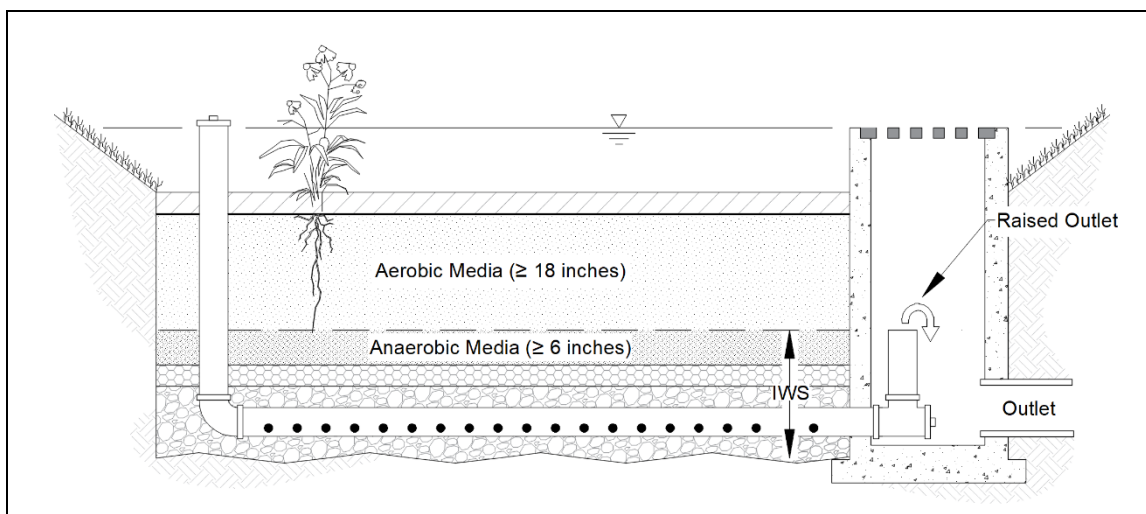 Raised Outlet
Aerobic Media (≥ 18 inches)
Anaerobic Media (≥ 6 inches)
IWS
Outlet